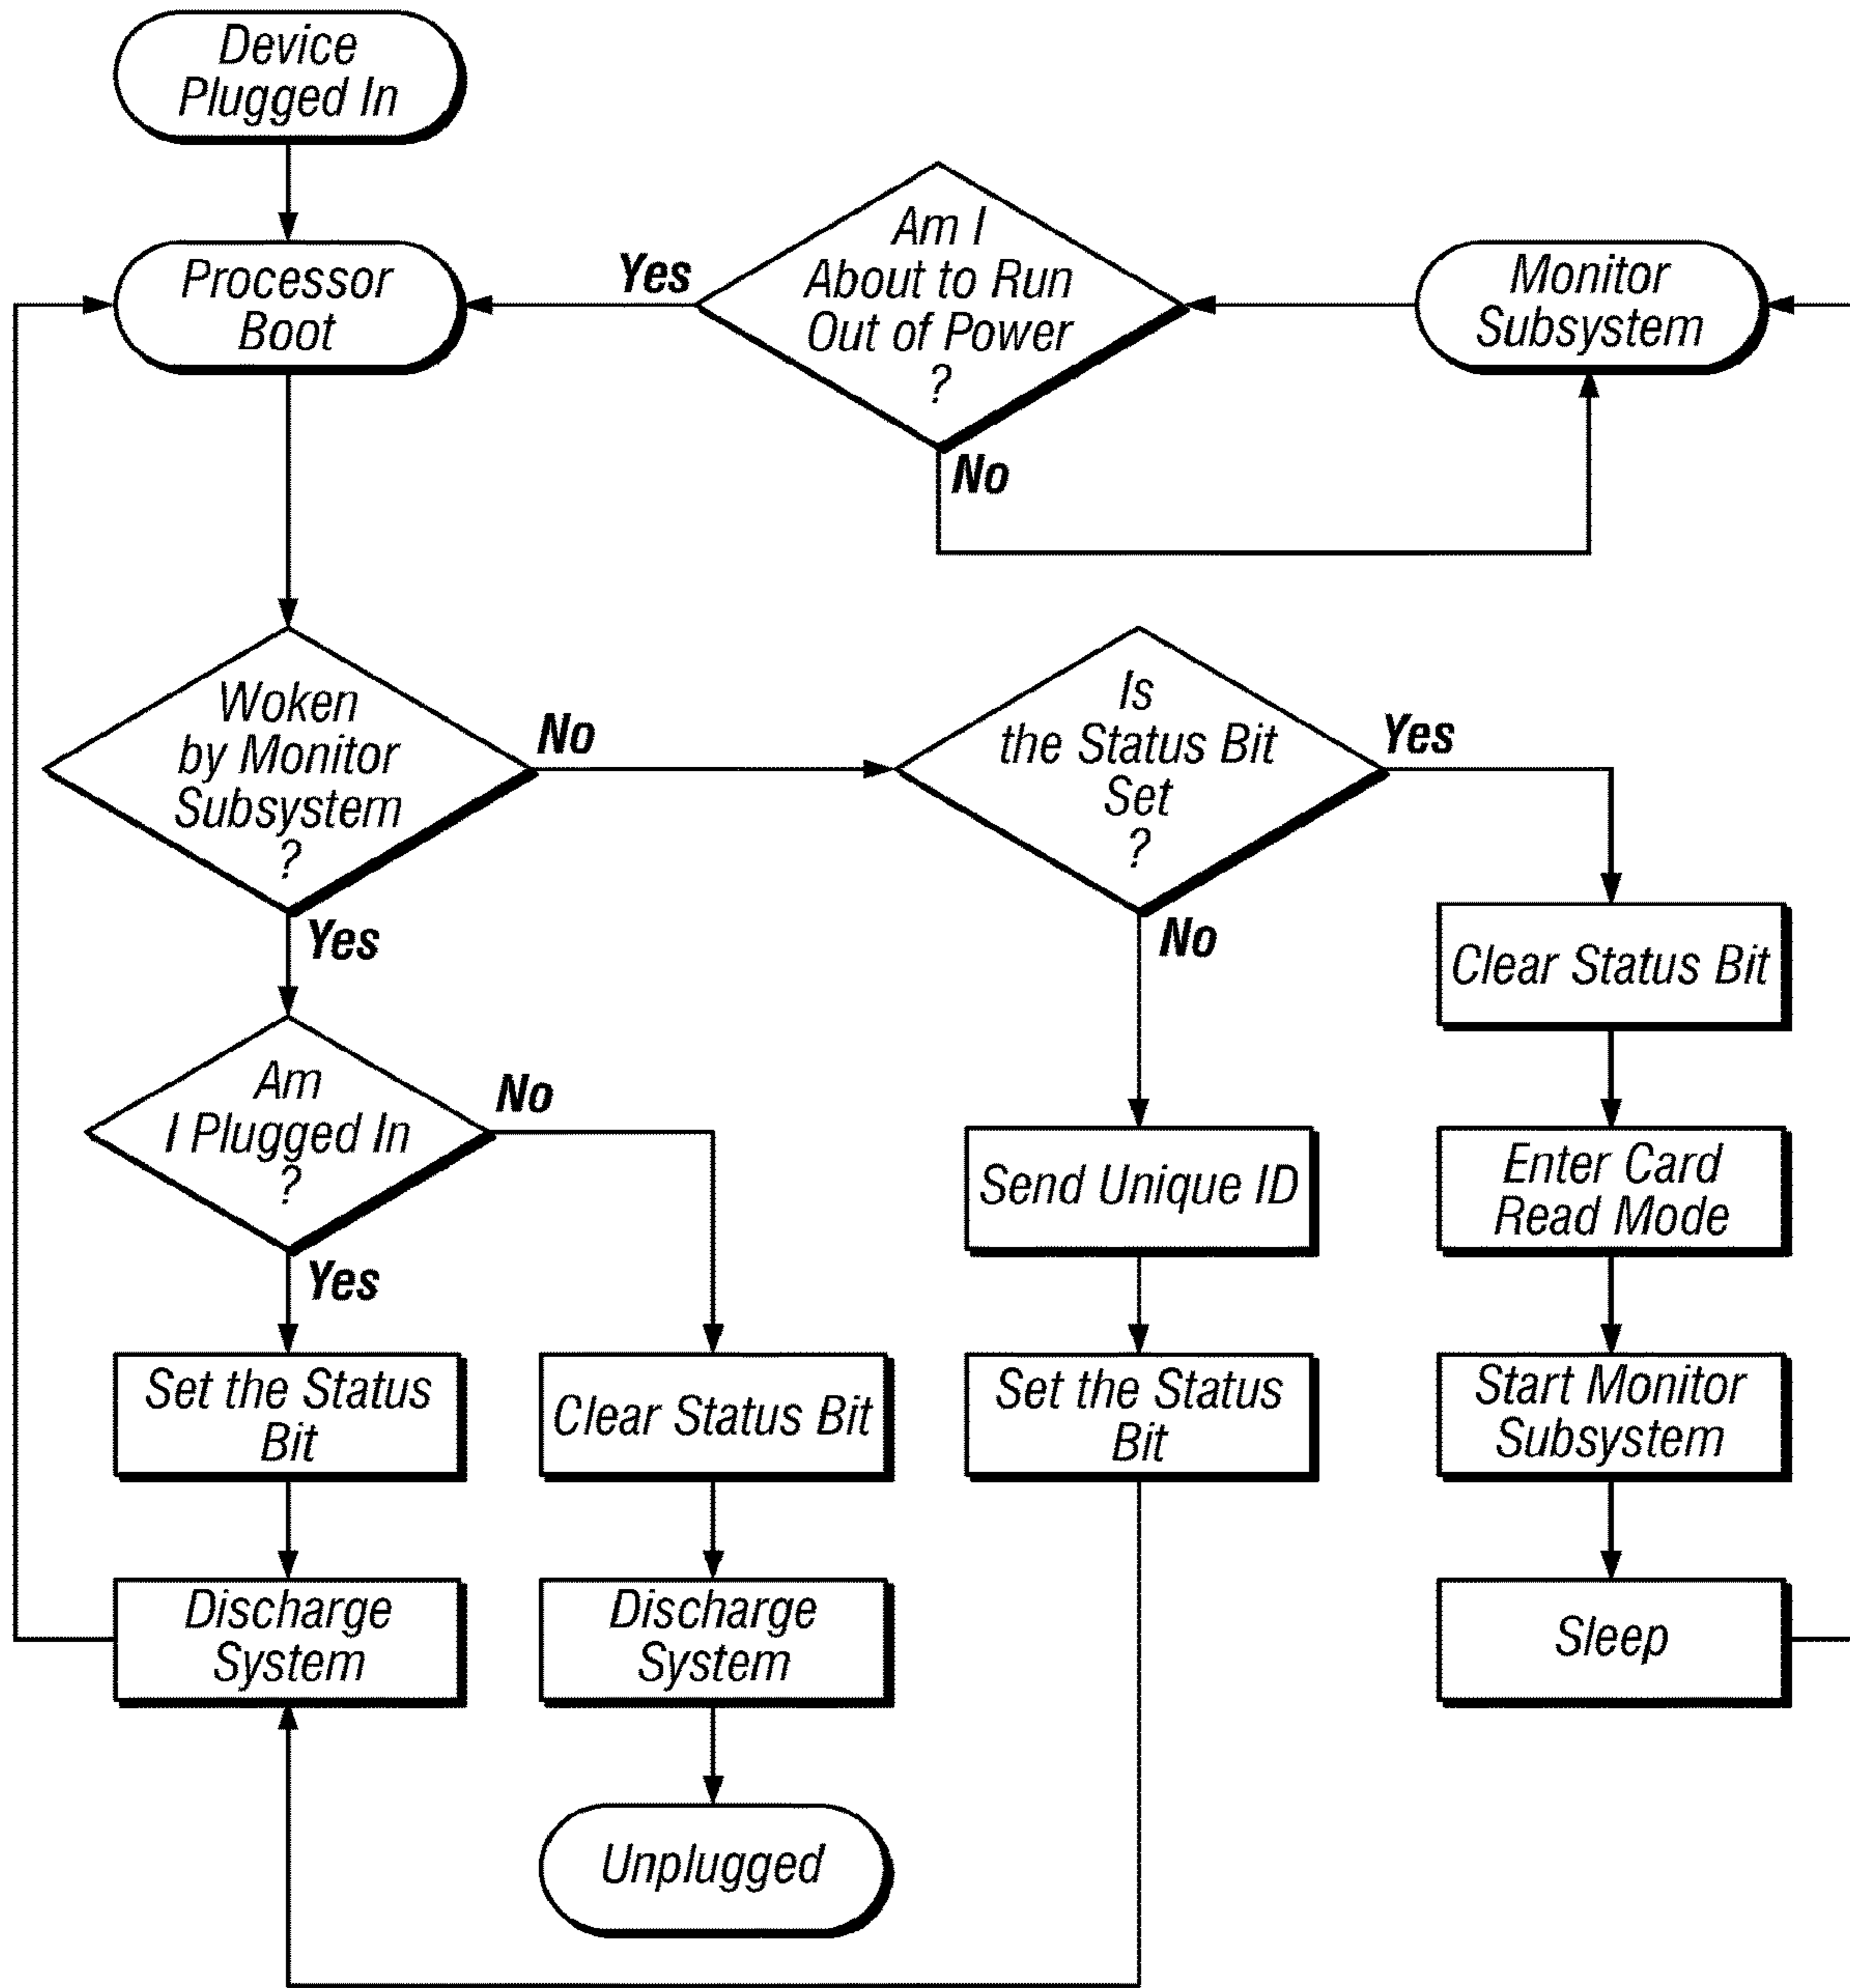 Device
Plugged In
Processor
Boot
Yes
Am I
About to Run
Out of Power
?
No
Monitor
Subsystem
Woken
by Monitor
Subsystem
?
No
Yes
Is
the Status Bit
Set
?
Yes
No
Clear Status Bit
Am
I Plugged In
?
No
Yes
Send Unique ID
Enter Card
Read Mode
Set the Status
Bit
Clear Status Bit
Set the Status
Bit
Start Monitor
Subsystem
Discharge
System
Discharge
System
Sleep
Unplugged